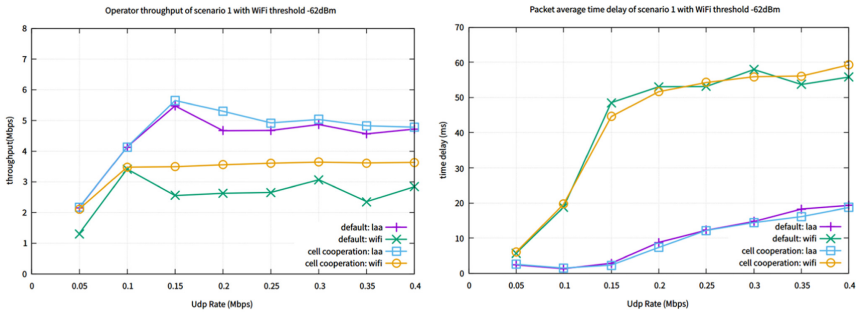 Operator throughput of scenario 1 with WiFi threshold -62dBm
8
7
6
5
4
3
2
1
0
throughput(Mbps)
default: laa
default: wifi
cell cooperation: laa
cell cooperation: wifi
0 0.05 0.1 0.15 0.2 0.25 0.3 0.35 0.4
Udp Rate (Mbps)
Packet average time delay of scenario 1 with WiFi threshold -62dBm
70
60
50
40
30
20
10
0
time delay (ms)
default: laa
default: wifi
cell cooperation: laa
cell cooperation: wifi
0 0.05 0.1 0.15 0.2 0.25 0.3 0.35 0.4
Udp Rate (Mbps)